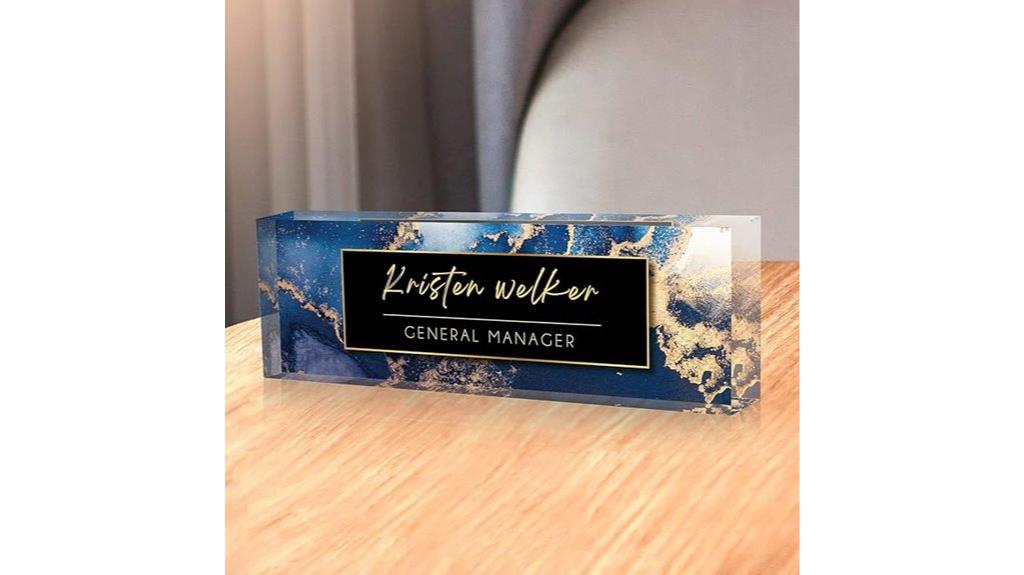 Kristen welker
GENERAL MANAGER